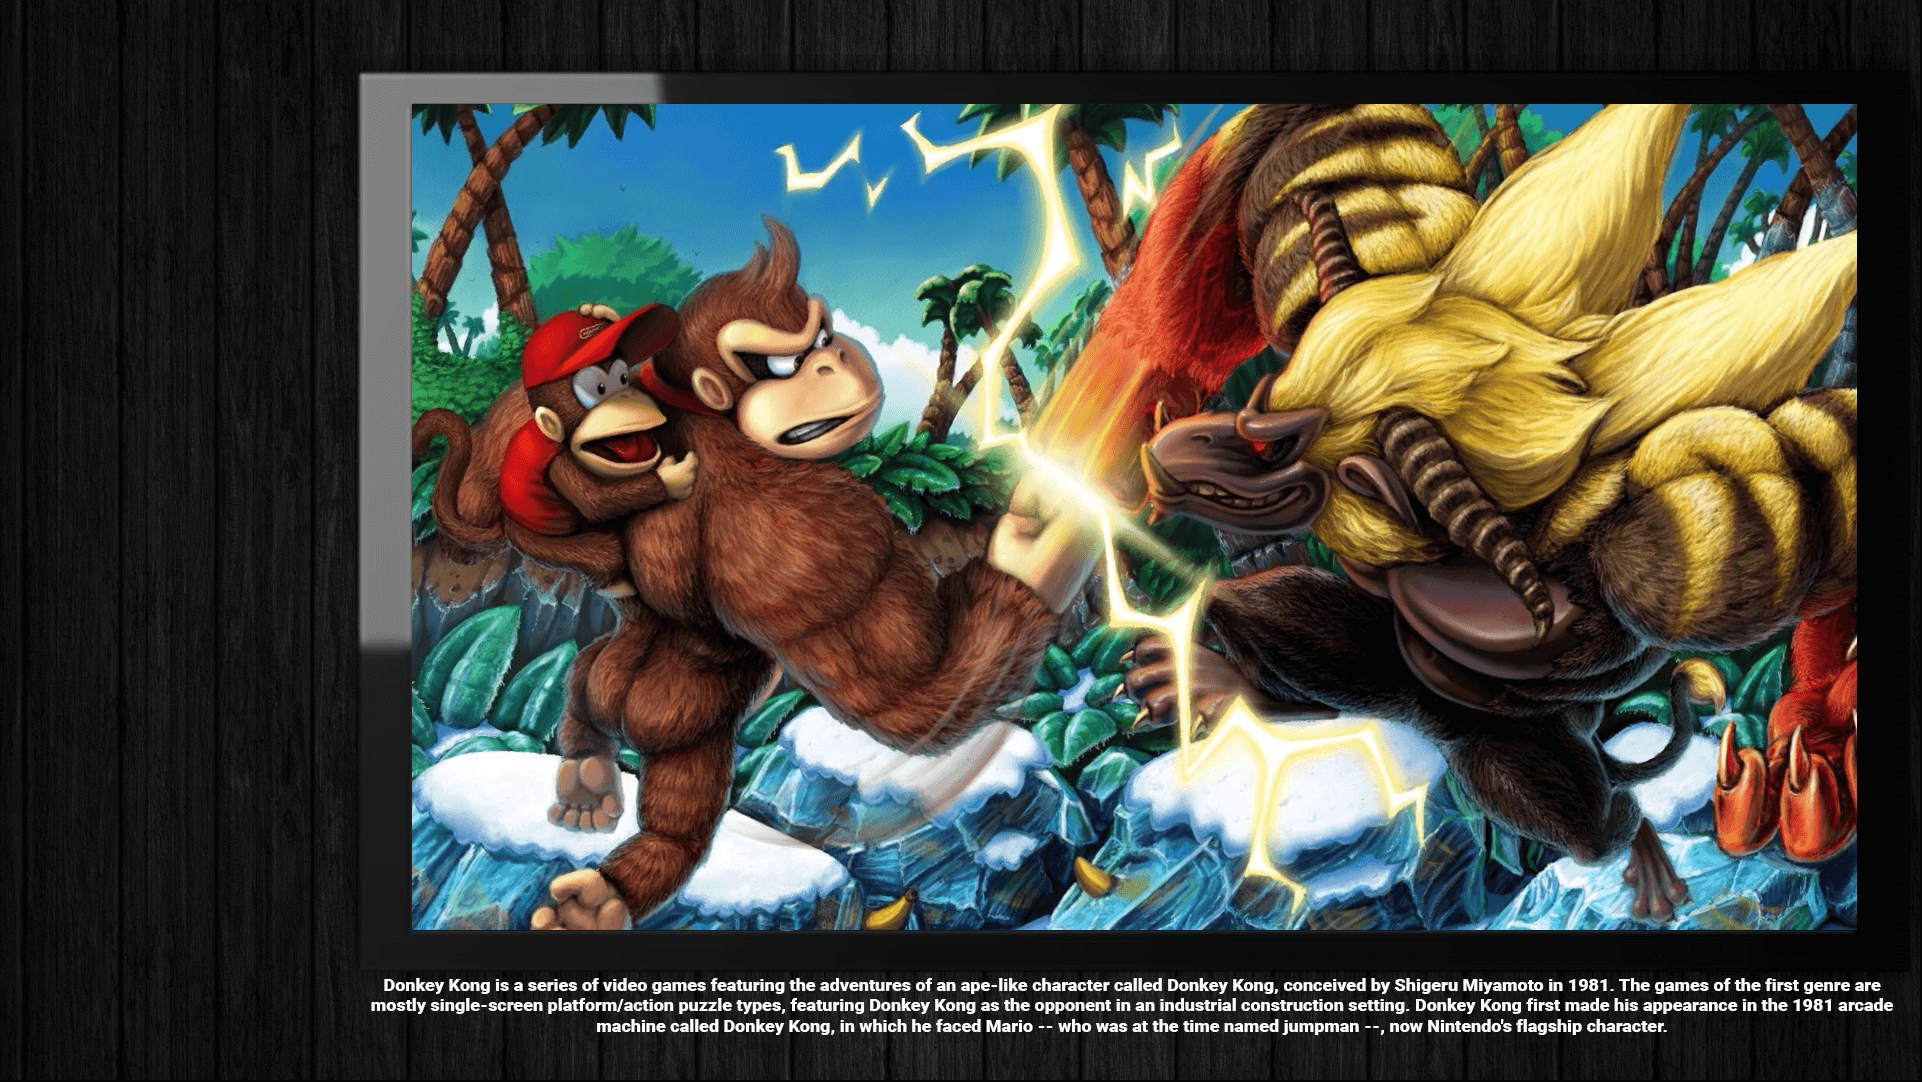 Donkey Kong is a series of video games featuring the adventures of an ape-like character called Donkey Kong, conceived by Shigeru Miyamoto in 1981. The games of the first genre are
mostly single-screen platform/action puzzle types, featuring Donkey Kong as the opponent in an industrial construction setting. Donkey Kong first made his appearance in the 1981 arcade
machine called Donkey Kong, in which he faced Mario -- who was at the time named jumpman --, now Nintendo's flagship character.